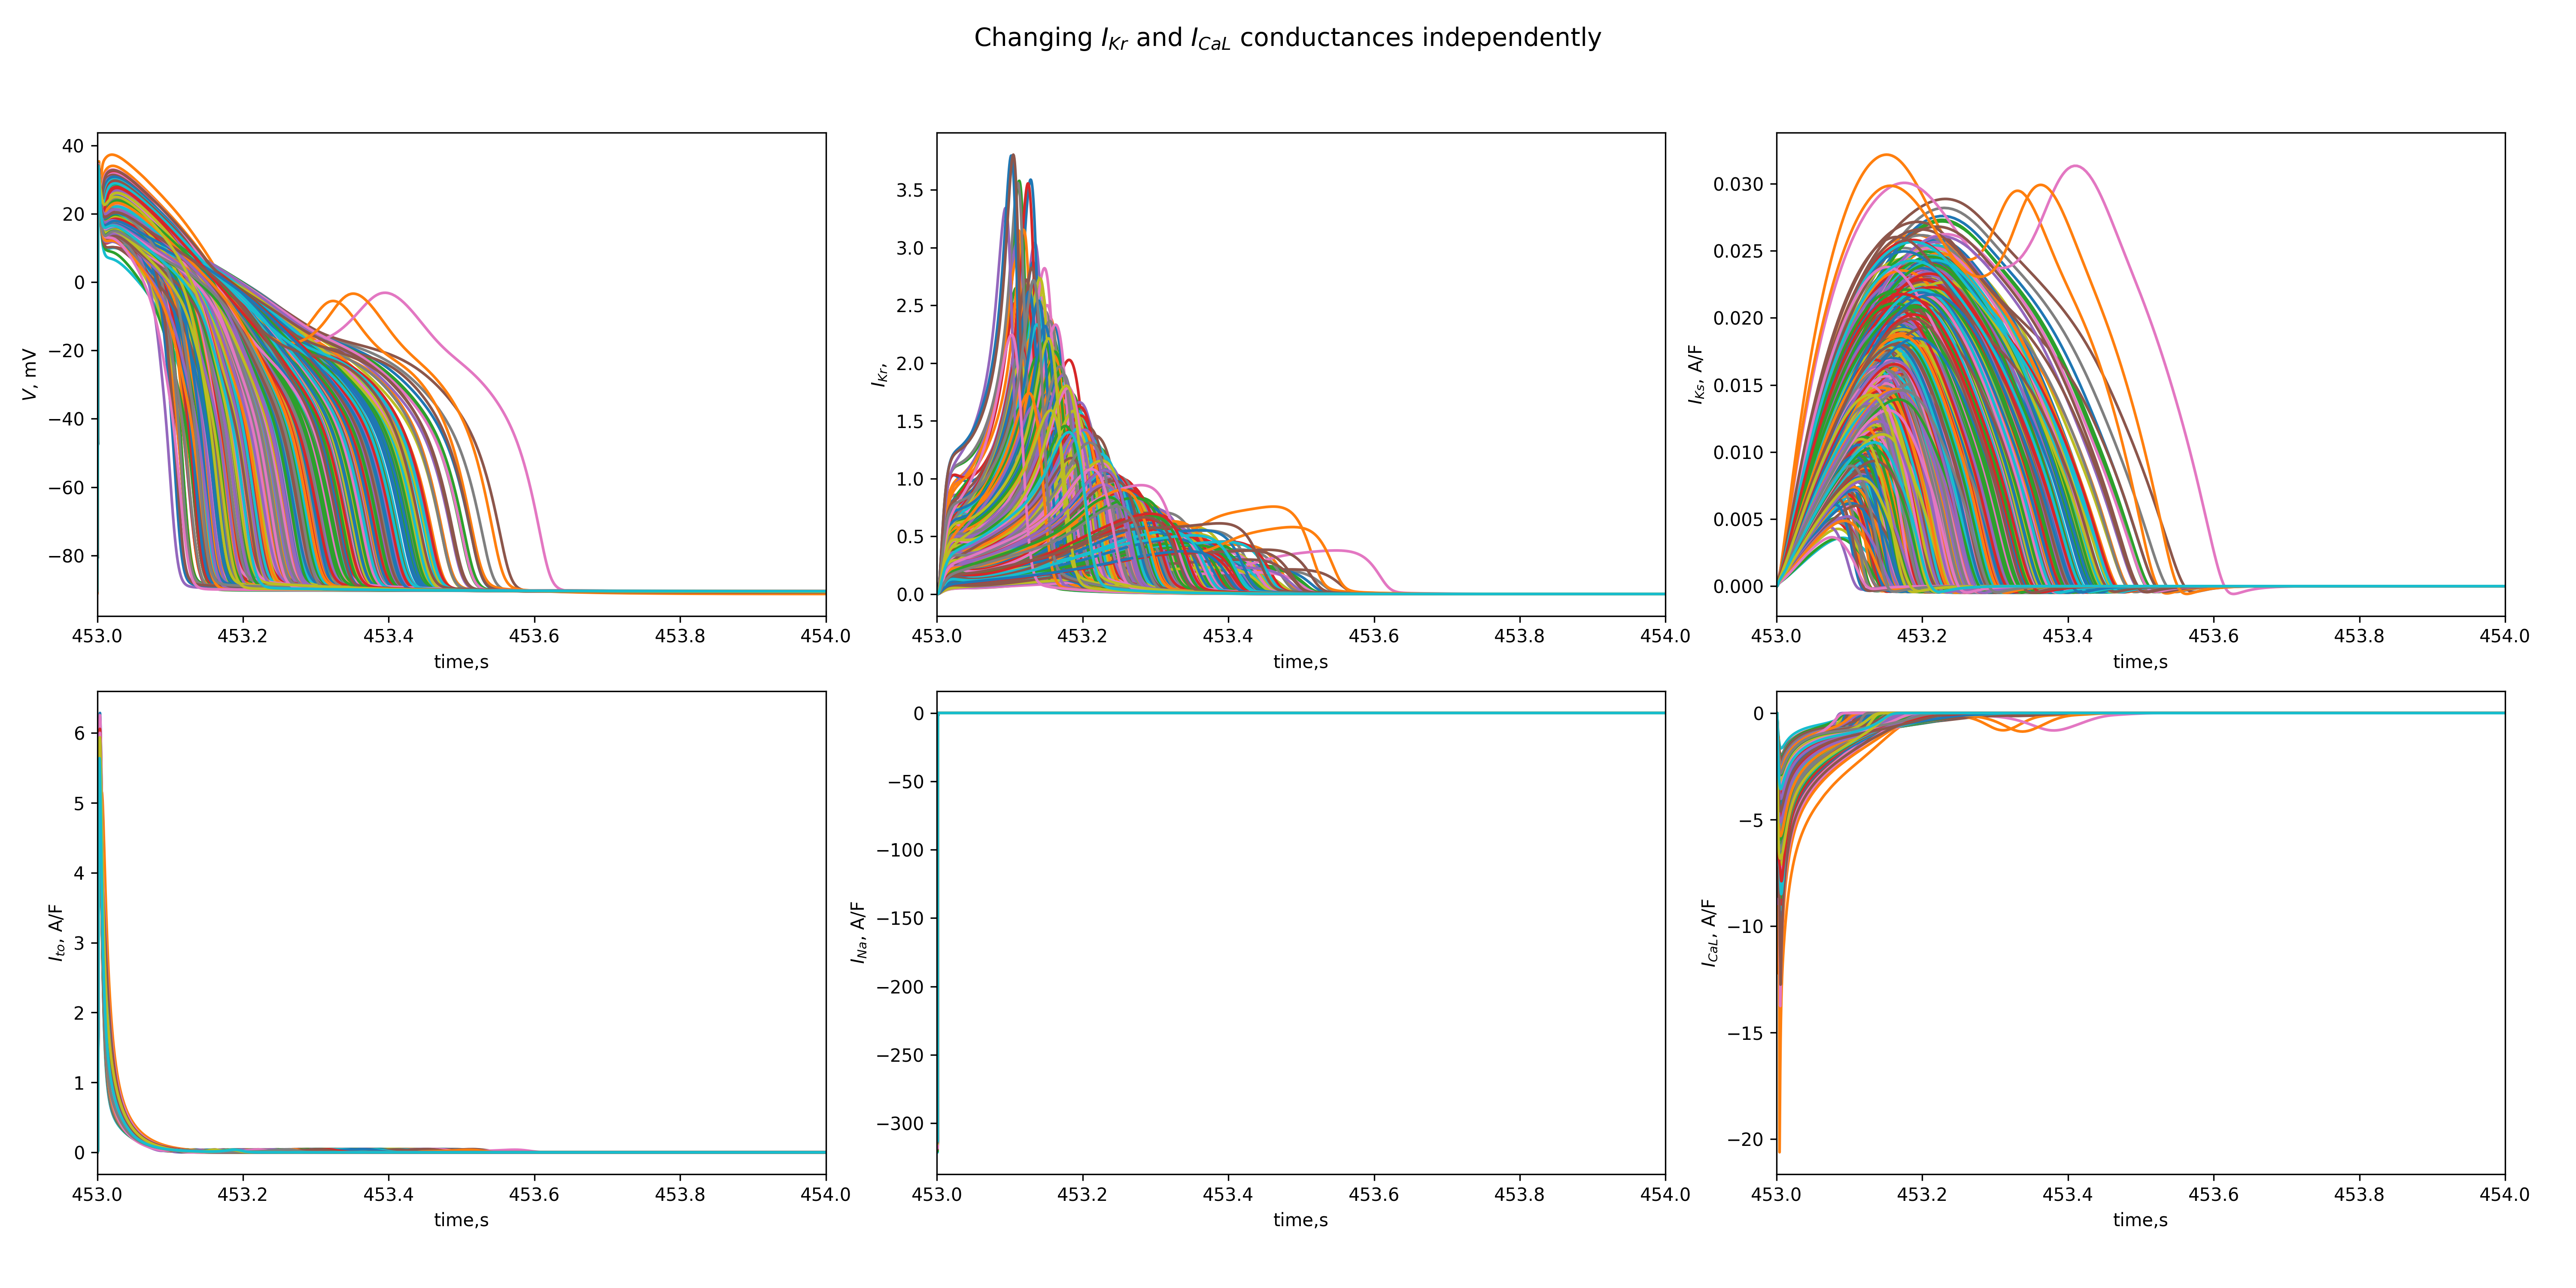 Changing I_Kr and I_CaL conductances independently
40
20
0
−20
−40
−60
−80
V, mV
453.0 453.2 453.4 453.6 453.8 454.0
time,s
3.5
3.0
2.5
2.0
1.5
1.0
0.5
0.0
I_Kr,
453.0 453.2 453.4 453.6 453.8 454.0
time,s
0.030
0.025
0.020
0.015
0.010
0.005
0.000
I_Ks, A/F
453.0 453.2 453.4 453.6 453.8 454.0
time,s
6
5
4
3
2
1
0
I_to, A/F
453.0 453.2 453.4 453.6 453.8 454.0
time,s
0
−50
−100
−150
−200
−250
−300
I_Na, A/F
453.0 453.2 453.4 453.6 453.8 454.0
time,s
0
−5
−10
−15
−20
I_CaL, A/F
453.0 453.2 453.4 453.6 453.8 454.0
time,s